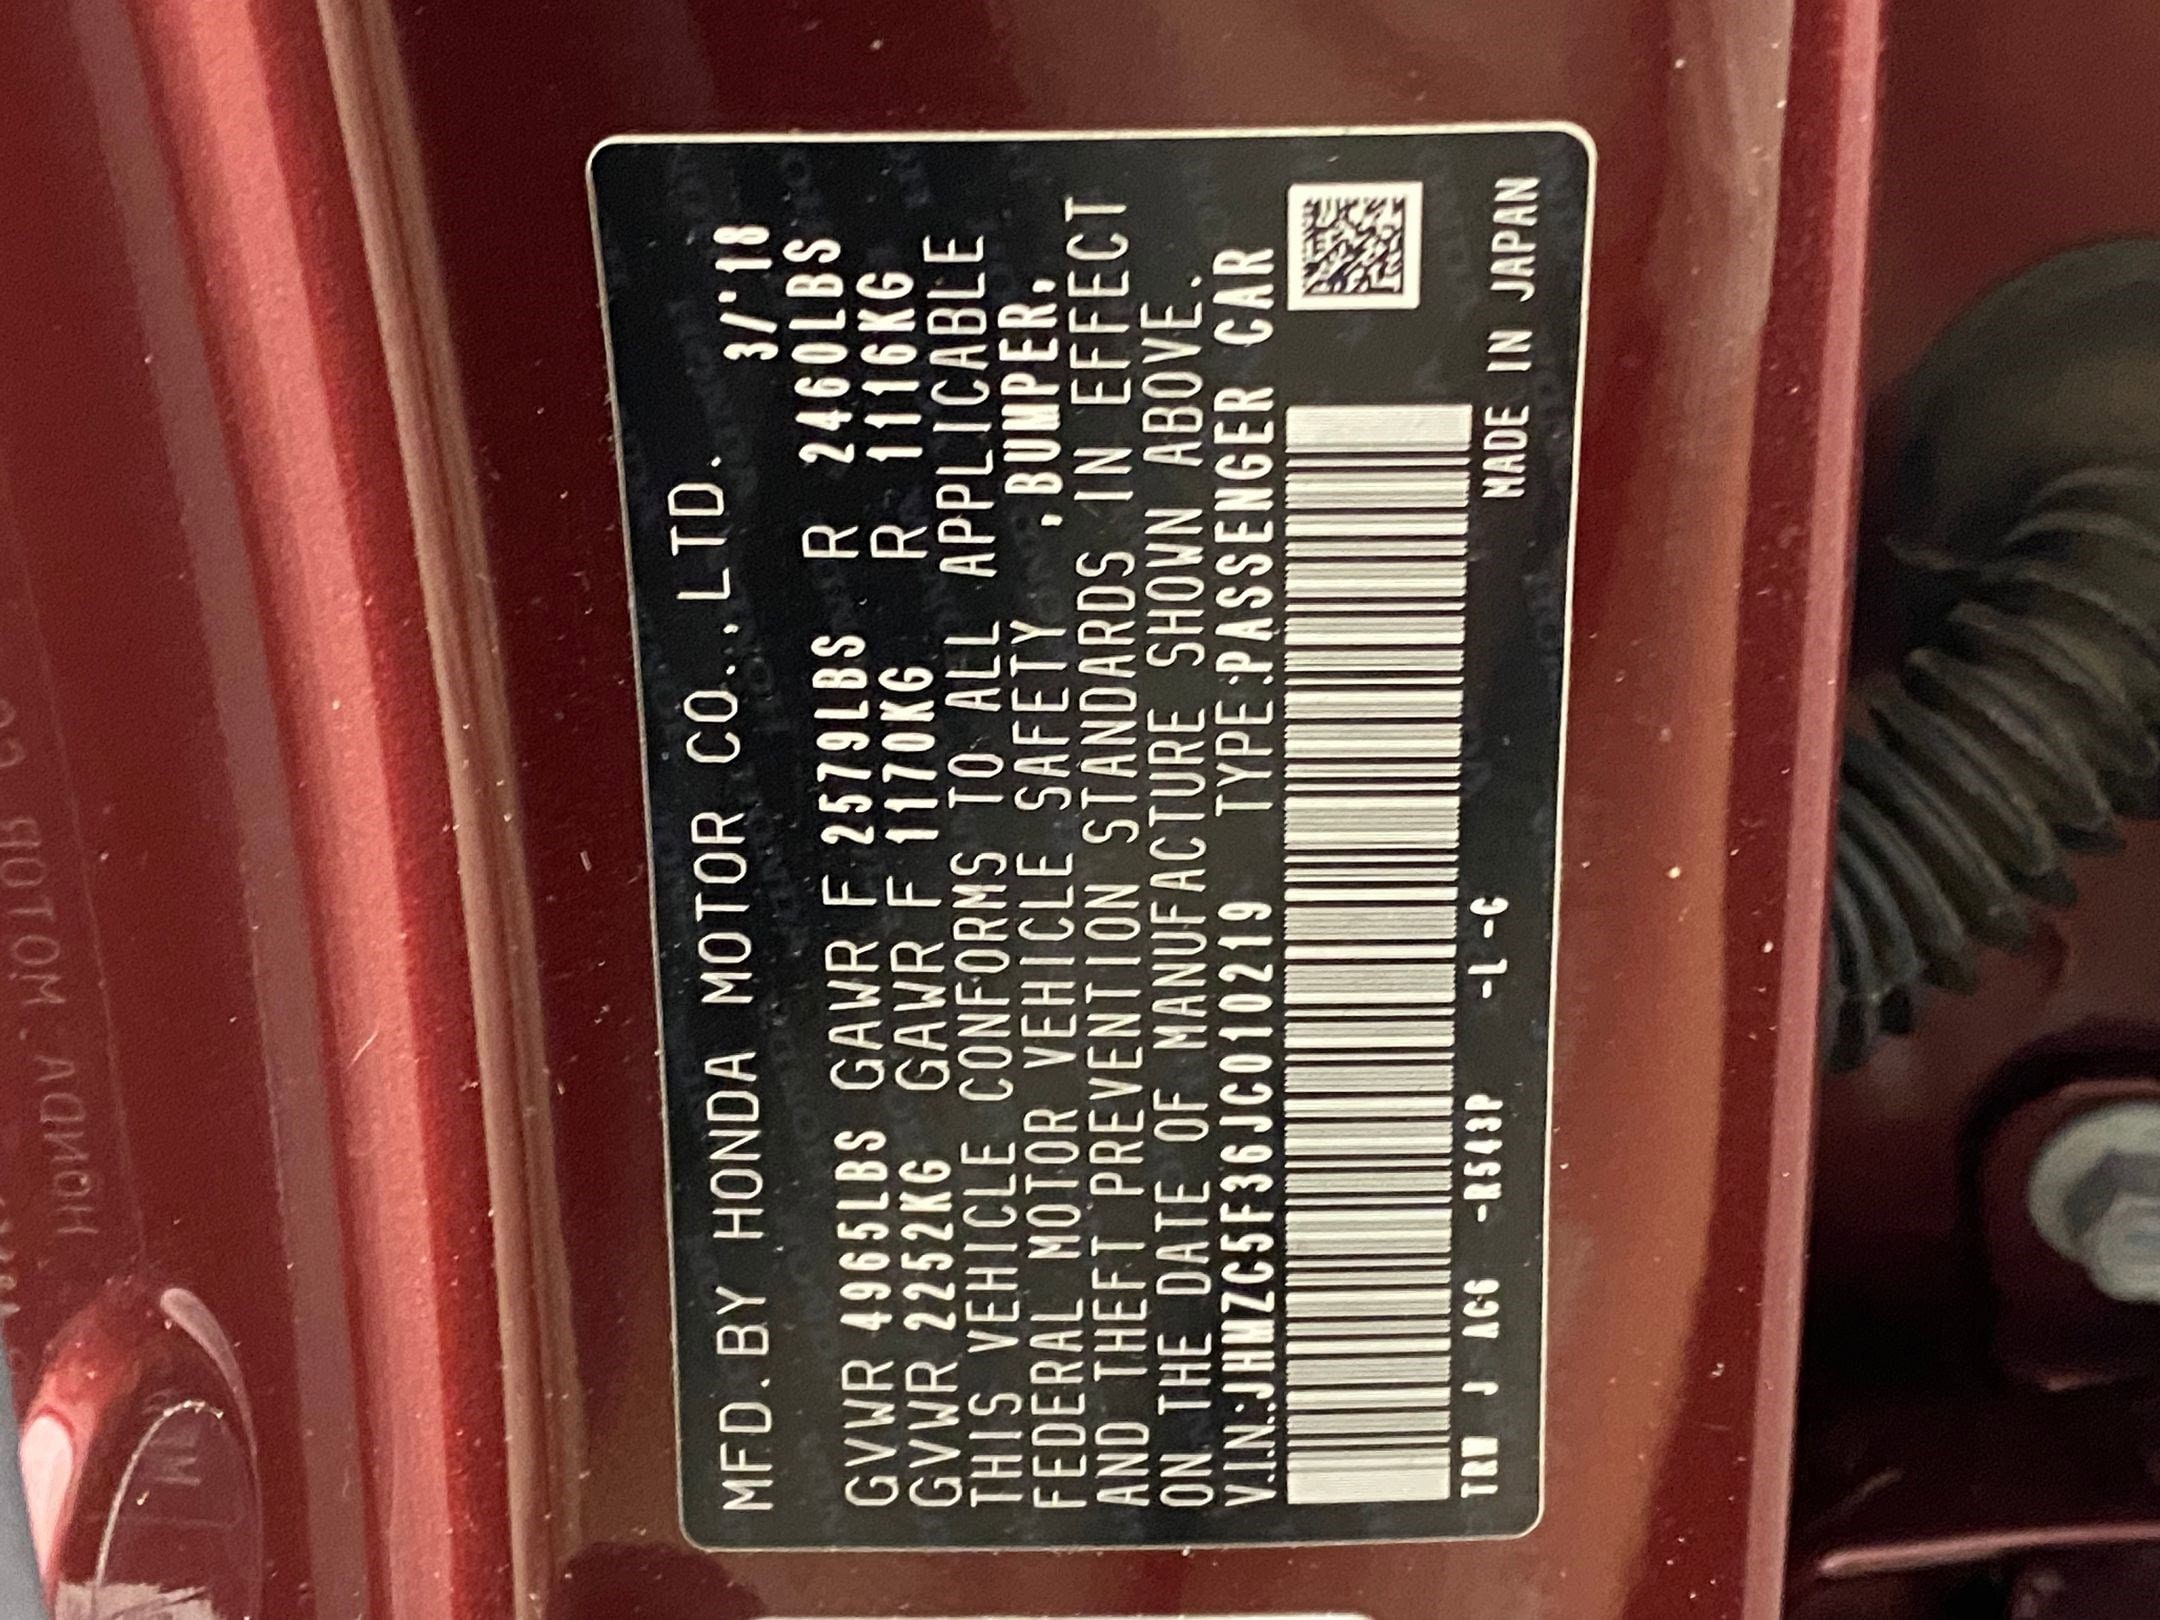 MFD.BY HONDA MOTOR CO.,LTD.
3/'18
GVWR 4965LBS GAWR F 2579LBS R 2460LBS
GVWR 2252KG GAWR F 1170KG R 1116KG
THIS VEHICLE CONFORMS TO ALL APPLICABLE
FEDERAL MOTOR VEHICLE SAFETY ,BUMPER,
AND THEFT PREVENTION STANDARDS IN EFFECT
ON THE DATE OF MANUFACTURE SHOWN ABOVE.
V.I.N.:JHMZC5F36JC010219 TYPE:PASSENGER CAR
TRW J AC6 -R543P -L-C MADE IN JAPAN